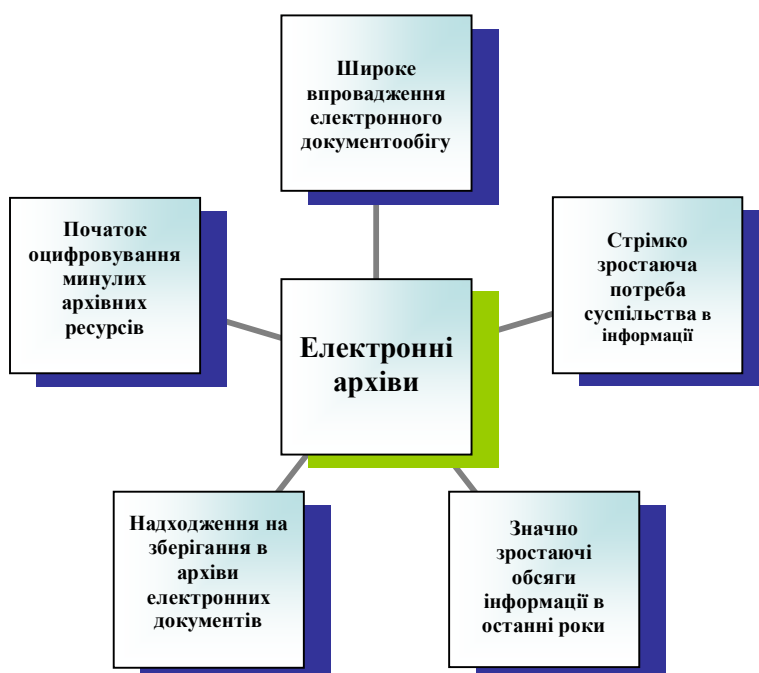 Широке
впровадження
електронного
документообігу
Початок
оцифровування
минулих
архівних
ресурсів
Стрімко
зростаюча
потреба
суспільства в
інформації
Електронні
архіви
Надходження на
зберігання в
архіви
електронних
документів
Значно
зростаючі
обсяги
інформації в
останні роки